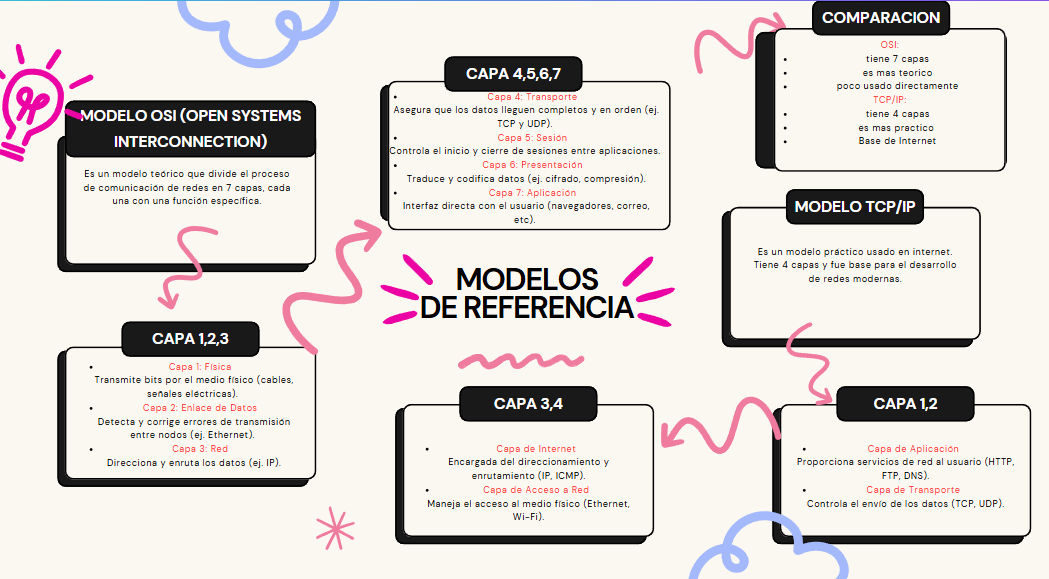 MODELO OSI (OPEN SYSTEMS
INTERCONNECTION)
Es un modelo teórico que divide el proceso
de comunicación de redes en 7 capas, cada
una con una función específica.
CAPA 1,2,3
• Capa 1: Física
Transmite bits por el medio físico (cables,
señales eléctricas).
• Capa 2: Enlace de Datos
Detecta y corrige errores de transmisión
entre nodos (ej. Ethernet).
• Capa 3: Red
Direcciona y enruta los datos (ej. IP).
CAPA 4,5,6,7
• Capa 4: Transporte
Asegura que los datos lleguen completos y en orden (ej.
TCP y UDP).
• Capa 5: Sesión
Controla el inicio y cierre de sesiones entre aplicaciones.
• Capa 6: Presentación
Traduce y codifica datos (ej. cifrado, compresión).
• Capa 7: Aplicación
Interfaz directa con el usuario (navegadores, correo,
etc).
MODELOS
DE REFERENCIA
COMPARACION
OSI:
• tiene 7 capas
• es mas teorico
• poco usado directamente
TCP/IP:
• tiene 4 capas
• es mas practico
• Base de Internet
MODELO TCP/IP
Es un modelo práctico usado en internet.
Tiene 4 capas y fue base para el desarrollo
de redes modernas.
CAPA 1,2
• Capa de Aplicación
Proporciona servicios de red al usuario (HTTP,
FTP, DNS).
• Capa de Transporte
Controla el envío de los datos (TCP, UDP).
CAPA 3,4
• Capa de Internet
Encargada del direccionamiento y
enrutamiento (IP, ICMP).
• Capa de Acceso a Red
Maneja el acceso al medio físico (Ethernet,
Wi-Fi).